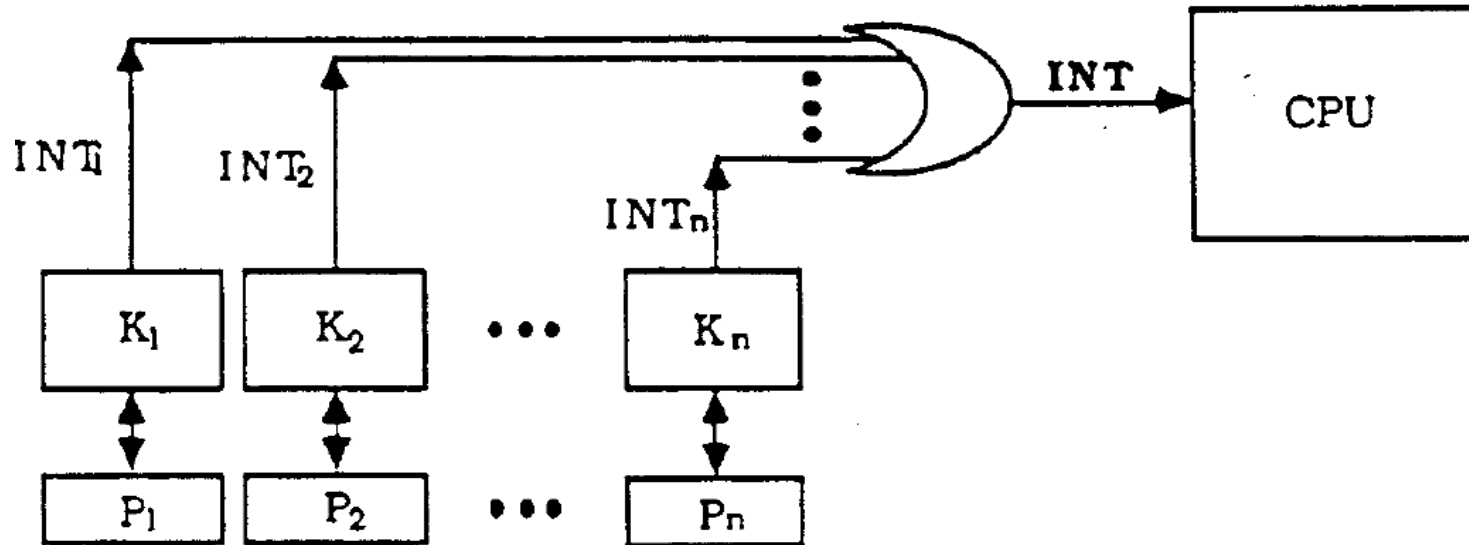 INT
CPU
INT₁
INT₂
INTₙ
K₁
K₂
•••
Kₙ
P₁
P₂
•••
Pₙ